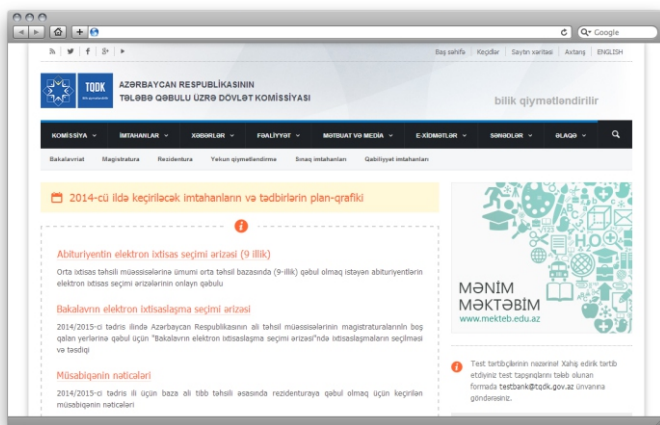 Google
Baş səhifə | Keçidlər | Saytın xəritəsi | Axtarış | ENGLISH
TQDK
AZƏRBAYCAN RESPUBLİKASININ
TƏLƏBƏ QƏBULU ÜZRƏ DÖVLƏT KOMİSSİYASI
bilik qiymətləndirilir
KOMİSSİYA İMTAHANLAR XƏBƏRLƏR FƏALİYYƏT MƏTBUAT VƏ MEDİA E-XİDMƏTLƏR SƏNƏDLƏR ƏLAQƏ
Bakalavriat Magistratura Rezidentura Yekun qiymətləndirmə Sınaq imtahanları Qabiliyyət imtahanları
2014-cü ildə keçiriləcək imtahanların və tədbirlərin plan-qrafiki
Abituriyentin elektron ixtisas seçimi ərizəsi (9 illik)
Orta ixtisas təhsili müəssisələrinə ümumi orta təhsil bazasında (9-illik) qəbul olmaq istəyən abituriyentlərin
elektron ixtisas seçimi ərizələrinin onlayn qəbulu
Bakalavrın elektron ixtisaslaşma seçimi ərizəsi
2014/2015-ci tədris ilində Azərbaycan Respublikasının ali təhsil müəssisələrinin magistraturalarının boş
qalan yerlərinə qəbul üçün "Bakalavrın elektron ixtisaslaşma seçimi ərizəsi"ndə ixtisaslaşmaların seçilməsi
və təsdiqi
Müsabiqənin nəticələri
2014/2015-ci tədris ili üçün baza ali tibb təhsili əsasında rezidenturaya qəbul olmaq üçün keçirilən
müsabiqənin nəticələri
ABC
H2O
MƏNİM
MƏKTƏBİM
www.mekteb.edu.az
Test tərtibçilərinin nəzərinə! Xahiş edirik tərtib
etdiyiniz test tapşırıqlarını tələb olunan
formada testbank@tqdk.gov.az ünvanına
göndərəsiniz.